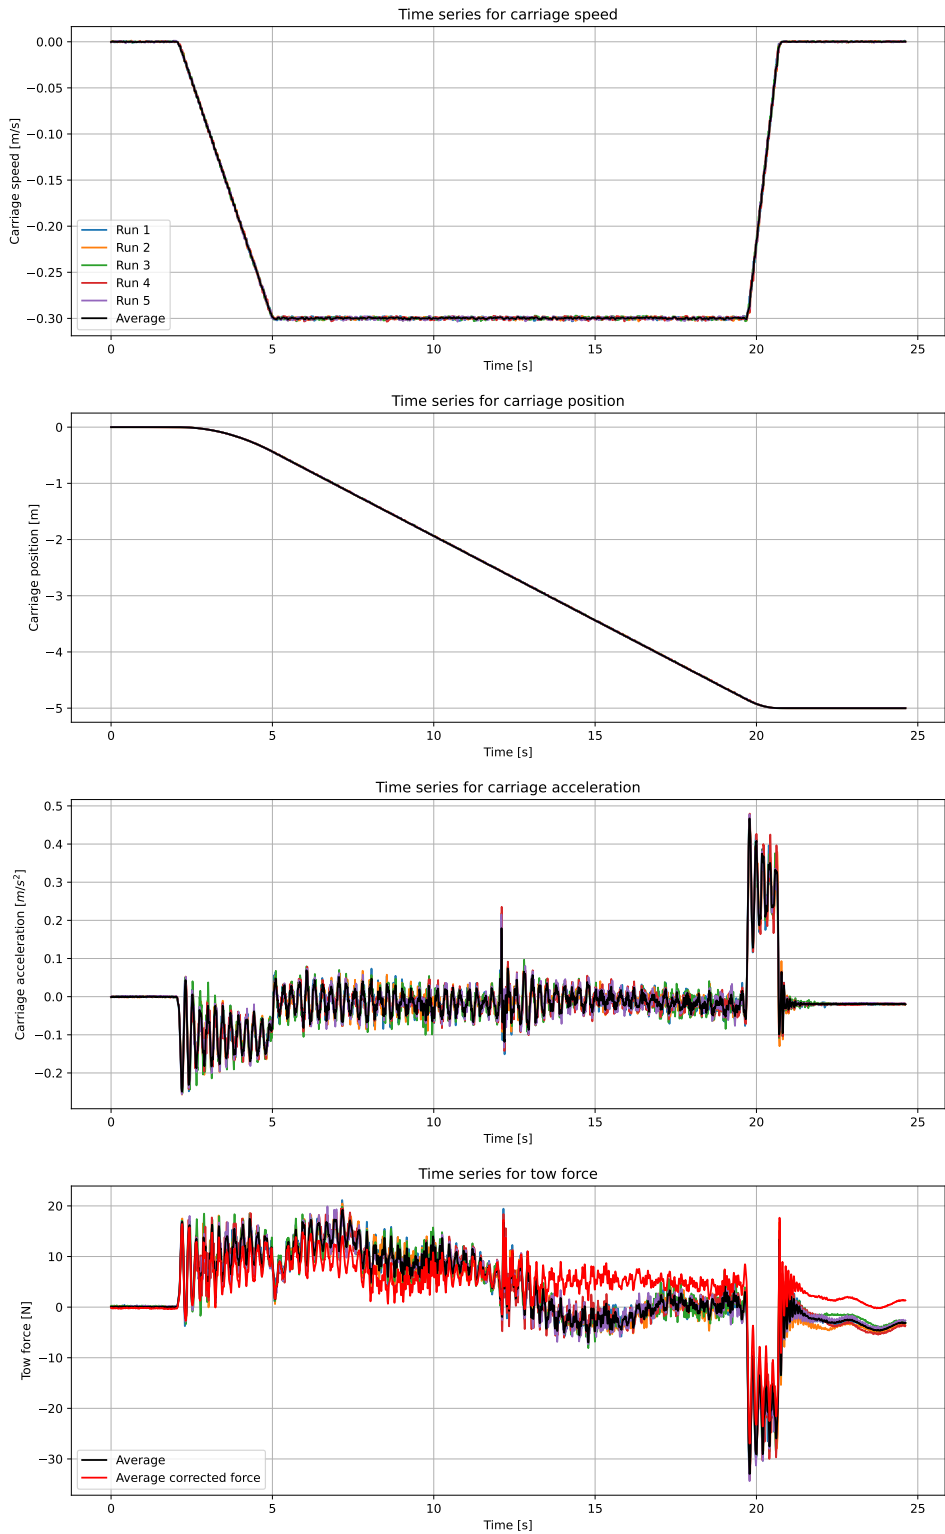 Time series for carriage speed
Carriage speed [m/s]
0.00
−0.05
−0.10
−0.15
−0.20
−0.25
−0.30
Run 1
Run 2
Run 3
Run 4
Run 5
Average
0 5 10 15 20 25
Time [s]
Time series for carriage position
Carriage position [m]
0
−1
−2
−3
−4
−5
0 5 10 15 20 25
Time [s]
Time series for carriage acceleration
Carriage acceleration [m/s²]
0.5
0.4
0.3
0.2
0.1
0.0
−0.1
−0.2
0 5 10 15 20 25
Time [s]
Time series for tow force
Tow force [N]
20
10
0
−10
−20
−30
Average
Average corrected force
0 5 10 15 20 25
Time [s]